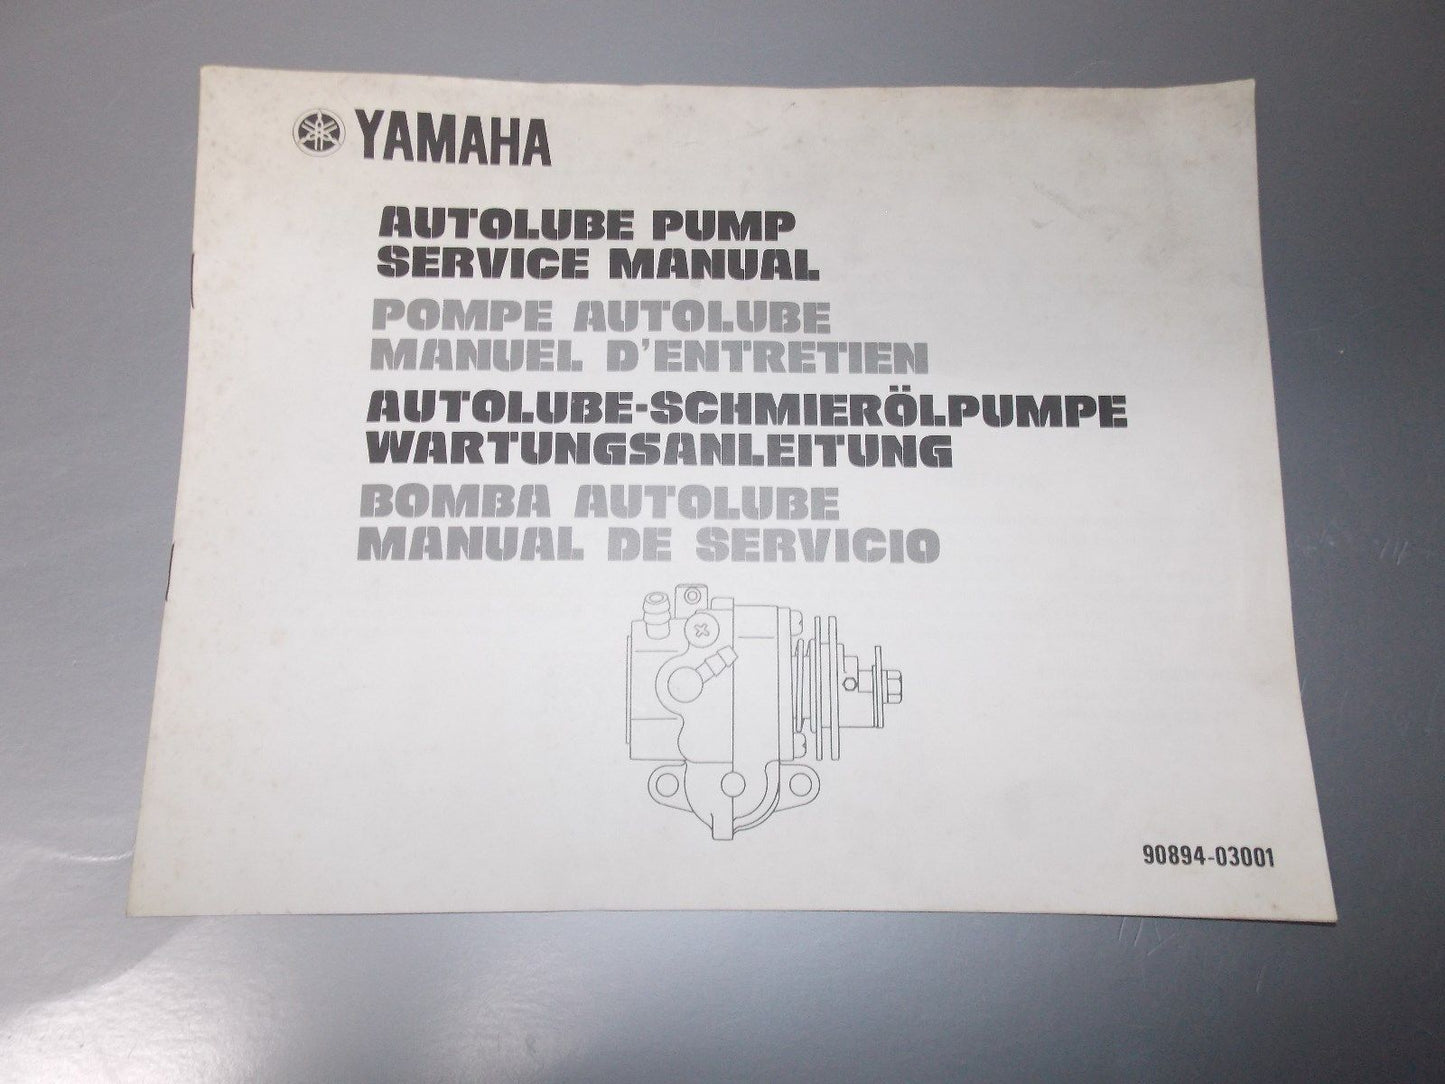 YAMAHA
AUTOLUBE PUMP
SERVICE MANUAL
POMPE AUTOLUBE
MANUEL D'ENTRETIEN
AUTOLUBE-SCHMIERÖLPUMPE
WARTUNGSANLEITUNG
BOMBA AUTOLUBE
MANUAL DE SERVICIO
90894-03001